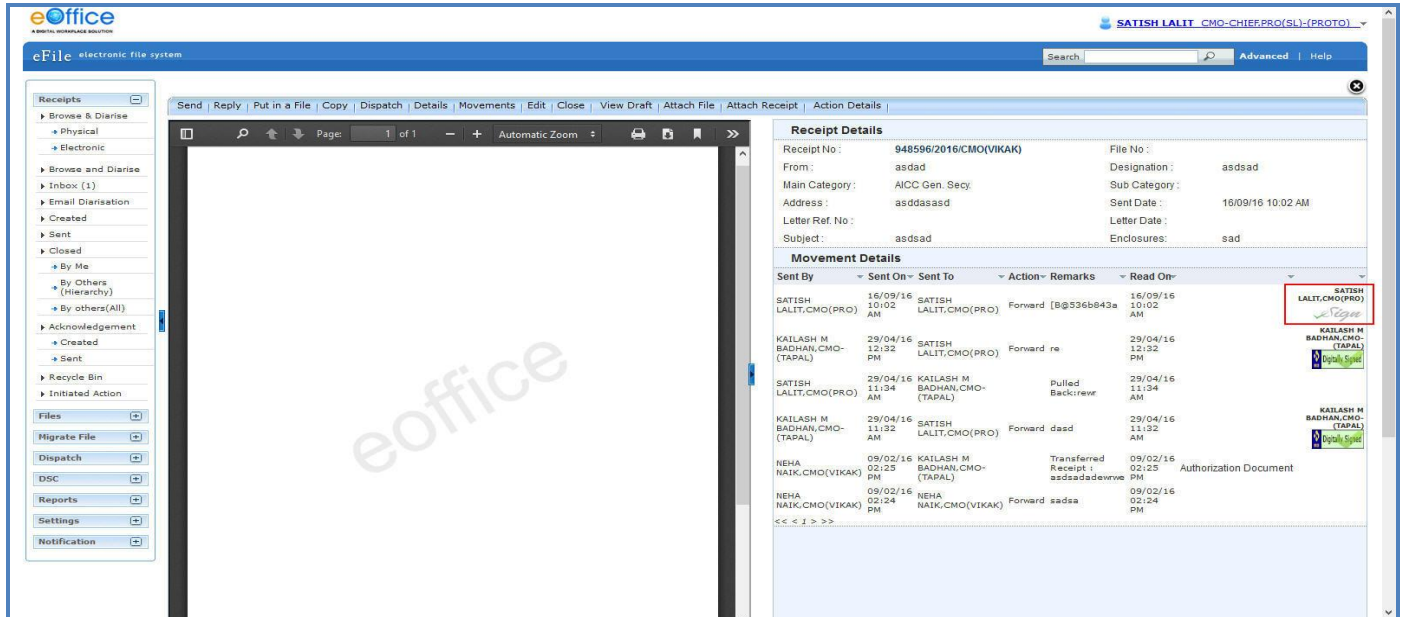 eOffice
A DIGITAL WORKPLACE SOLUTION
SATISH LALIT CMO-CHIEF.PRO(SL)-(PROTO)
eFile electronic file system
Search
Advanced | Help
Receipts
Browse & Diarise
Physical
Electronic
Browse and Diarise
Inbox (1)
Email Diarisation
Created
Sent
Closed
By Me
By Others
(Hierarchy)
By others(All)
Acknowledgement
Created
Sent
Recycle Bin
Initiated Action
Files
Migrate File
Dispatch
DSC
Reports
Settings
Notification
Send | Reply | Put in a File | Copy | Dispatch | Details | Movements | Edit | Close | View Draft | Attach File | Attach Receipt | Action Details |
Page: 1 of 1 − + Automatic Zoom
eoffice
Receipt Details
Receipt No : 948596/2016/CMO(VIKAK) File No :
From : asdad Designation : asdsad
Main Category : AICC Gen. Secy. Sub Category :
Address : asddasasd Sent Date : 16/09/16 10:02 AM
Letter Ref. No : Letter Date :
Subject : asdsad Enclosures: sad
Movement Details
Sent By Sent On Sent To Action Remarks Read On
SATISH
LALIT,CMO(PRO) 16/09/16
10:02
AM SATISH
LALIT,CMO(PRO) Forward [B@536b843a 16/09/16
10:02
AM SATISH
LALIT,CMO(PRO)
eSign
KAILASH M
BADHAN,CMO-
(TAPAL) 29/04/16
12:32
PM SATISH
LALIT,CMO(PRO) Forward re 29/04/16
12:32
PM KAILASH M
BADHAN,CMO-
(TAPAL)
Digitally Signed
SATISH
LALIT,CMO(PRO) 29/04/16
11:34
AM KAILASH M
BADHAN,CMO-
(TAPAL) Pulled
Back:rewr 29/04/16
11:34
AM
KAILASH M
BADHAN,CMO-
(TAPAL) 29/04/16
11:32
AM SATISH
LALIT,CMO(PRO) Forward dasd 29/04/16
11:32
AM KAILASH M
BADHAN,CMO-
(TAPAL)
Digitally Signed
NEHA
NAIK,CMO(VIKAK) 09/02/16
02:25
PM KAILASH M
BADHAN,CMO-
(TAPAL) Transferred
Receipt :
asdsadadewrwe 09/02/16
02:25
PM Authorization Document
NEHA
NAIK,CMO(VIKAK) 09/02/16
02:24
PM NEHA
NAIK,CMO(VIKAK) Forward sadsa 09/02/16
02:24
PM
<< < 1 > >>